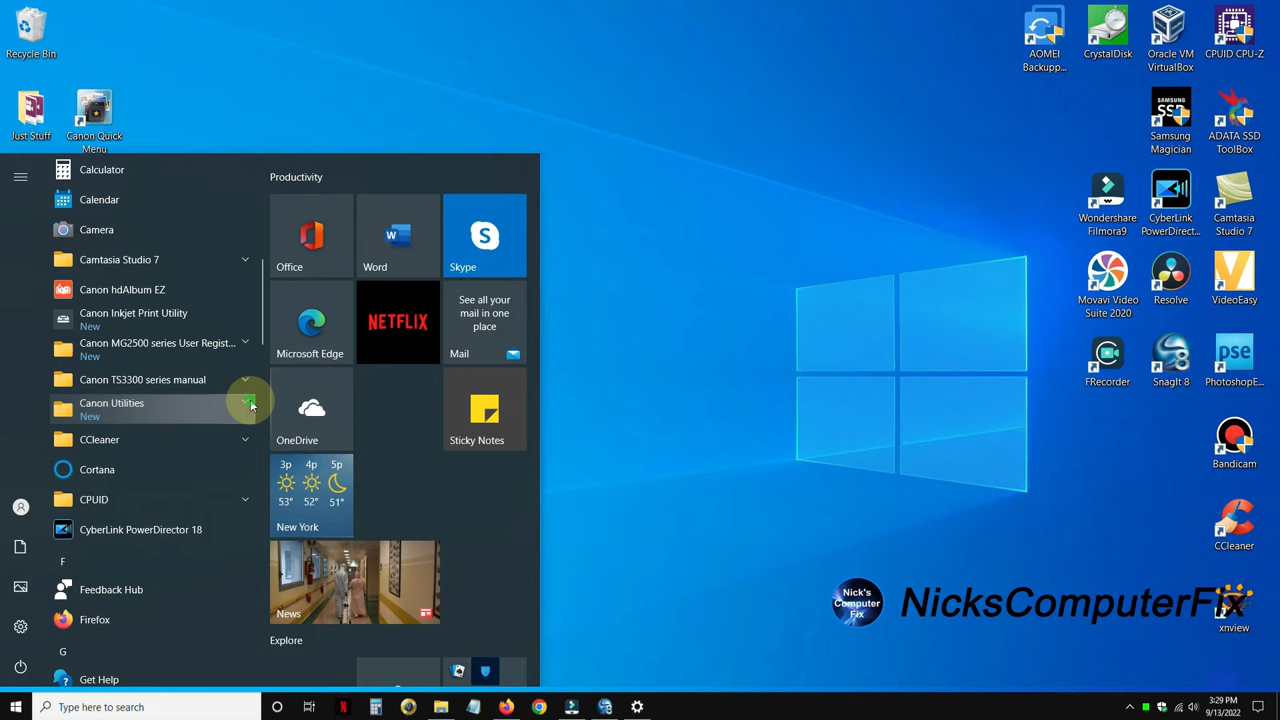 Recycle Bin
Just Stuff
Canon Quick
Menu
AOMEI
Backupp...
CrystalDisk
Oracle VM
VirtualBox
CPUID CPU-Z
SAMSUNG
SSD
Samsung
Magician
ADATA SSD
ToolBox
Wondershare
Filmora9
CyberLink
PowerDirect...
Camtasia
Studio 7
Movavi Video
Suite 2020
Resolve
VideoEasy
FRecorder
SnagIt 8
pse
PhotoshopE...
Bandicam
CCleaner
xnview
Calculator
Calendar
Camera
Camtasia Studio 7
Canon hdAlbum EZ
Canon Inkjet Print Utility
New
Canon MG2500 series User Regist...
New
Canon TS3300 series manual
Canon Utilities
New
CCleaner
Cortana
CPUID
CyberLink PowerDirector 18
F
Feedback Hub
Firefox
G
Get Help
Productivity
Office
Word
S
Skype
Microsoft Edge
NETFLIX
See all your
mail in one
place
Mail
OneDrive
Sticky Notes
3p 4p 5p
53° 52° 51°
New York
News
Explore
Nick's
Computer
Fix
NicksComputerFix
Type here to search
N
3:29 PM
9/13/2022